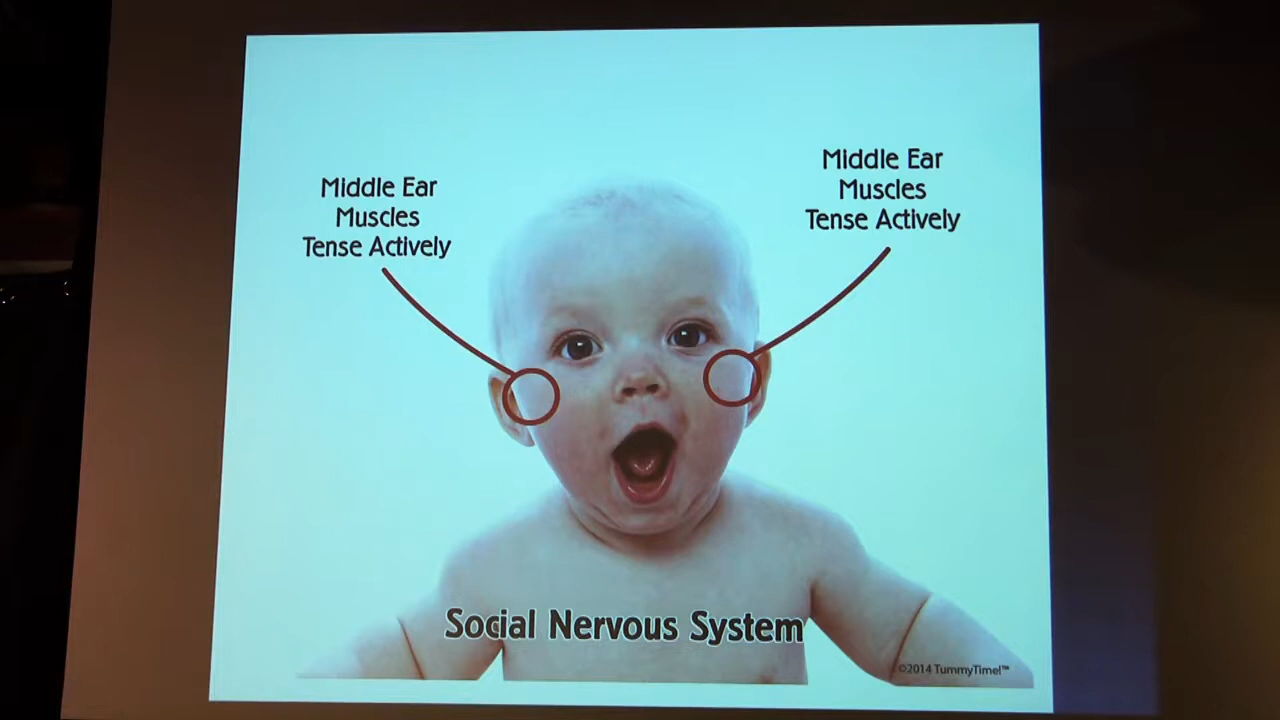 Middle Ear
Muscles
Tense Actively
Middle Ear
Muscles
Tense Actively
Social Nervous System
©2014 TummyTime!™